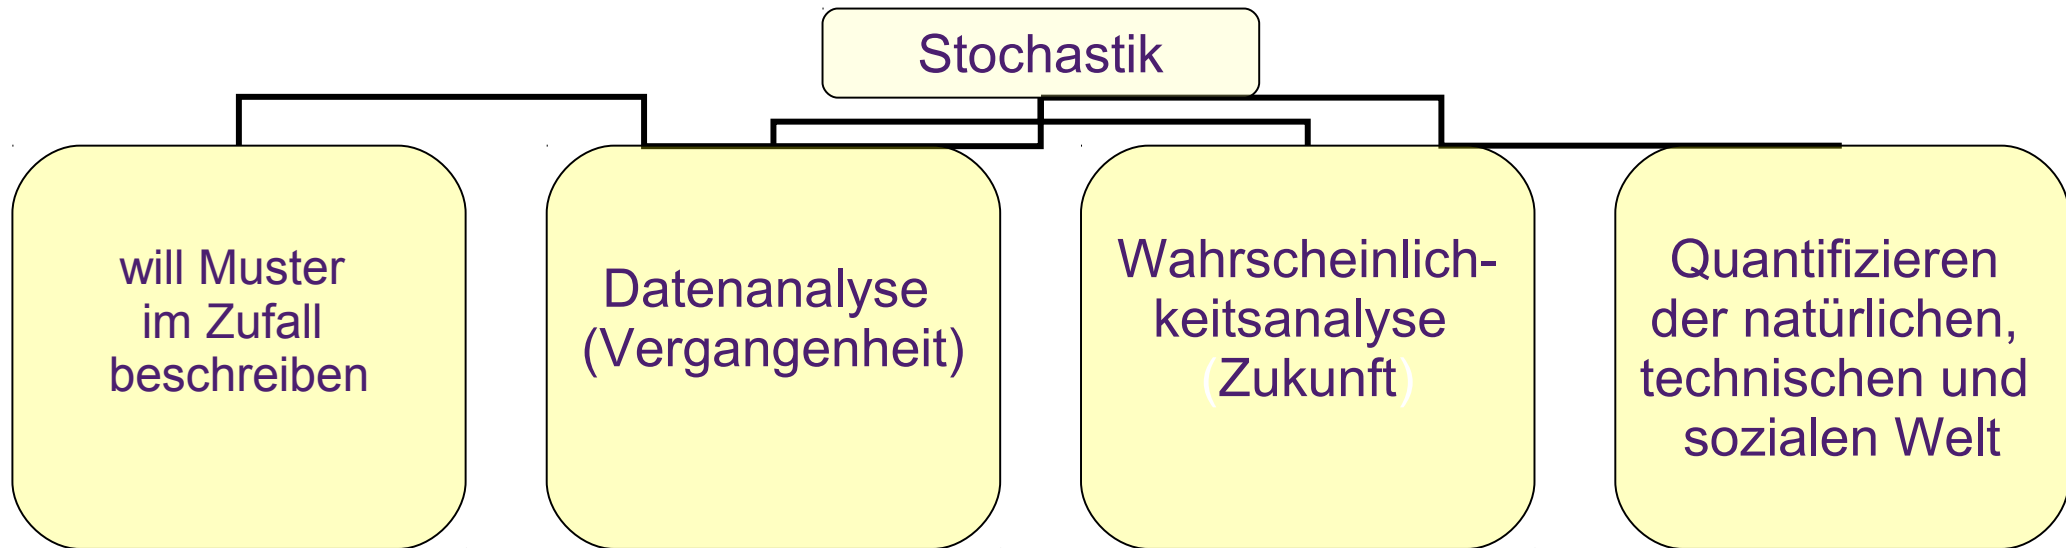 Stochastik
will Muster
im Zufall
beschreiben
Datenanalyse
(Vergangenheit)
Wahrscheinlich-
keitsanalyse
(Zukunft)
Quantifizieren
der natürlichen,
technischen und
sozialen Welt